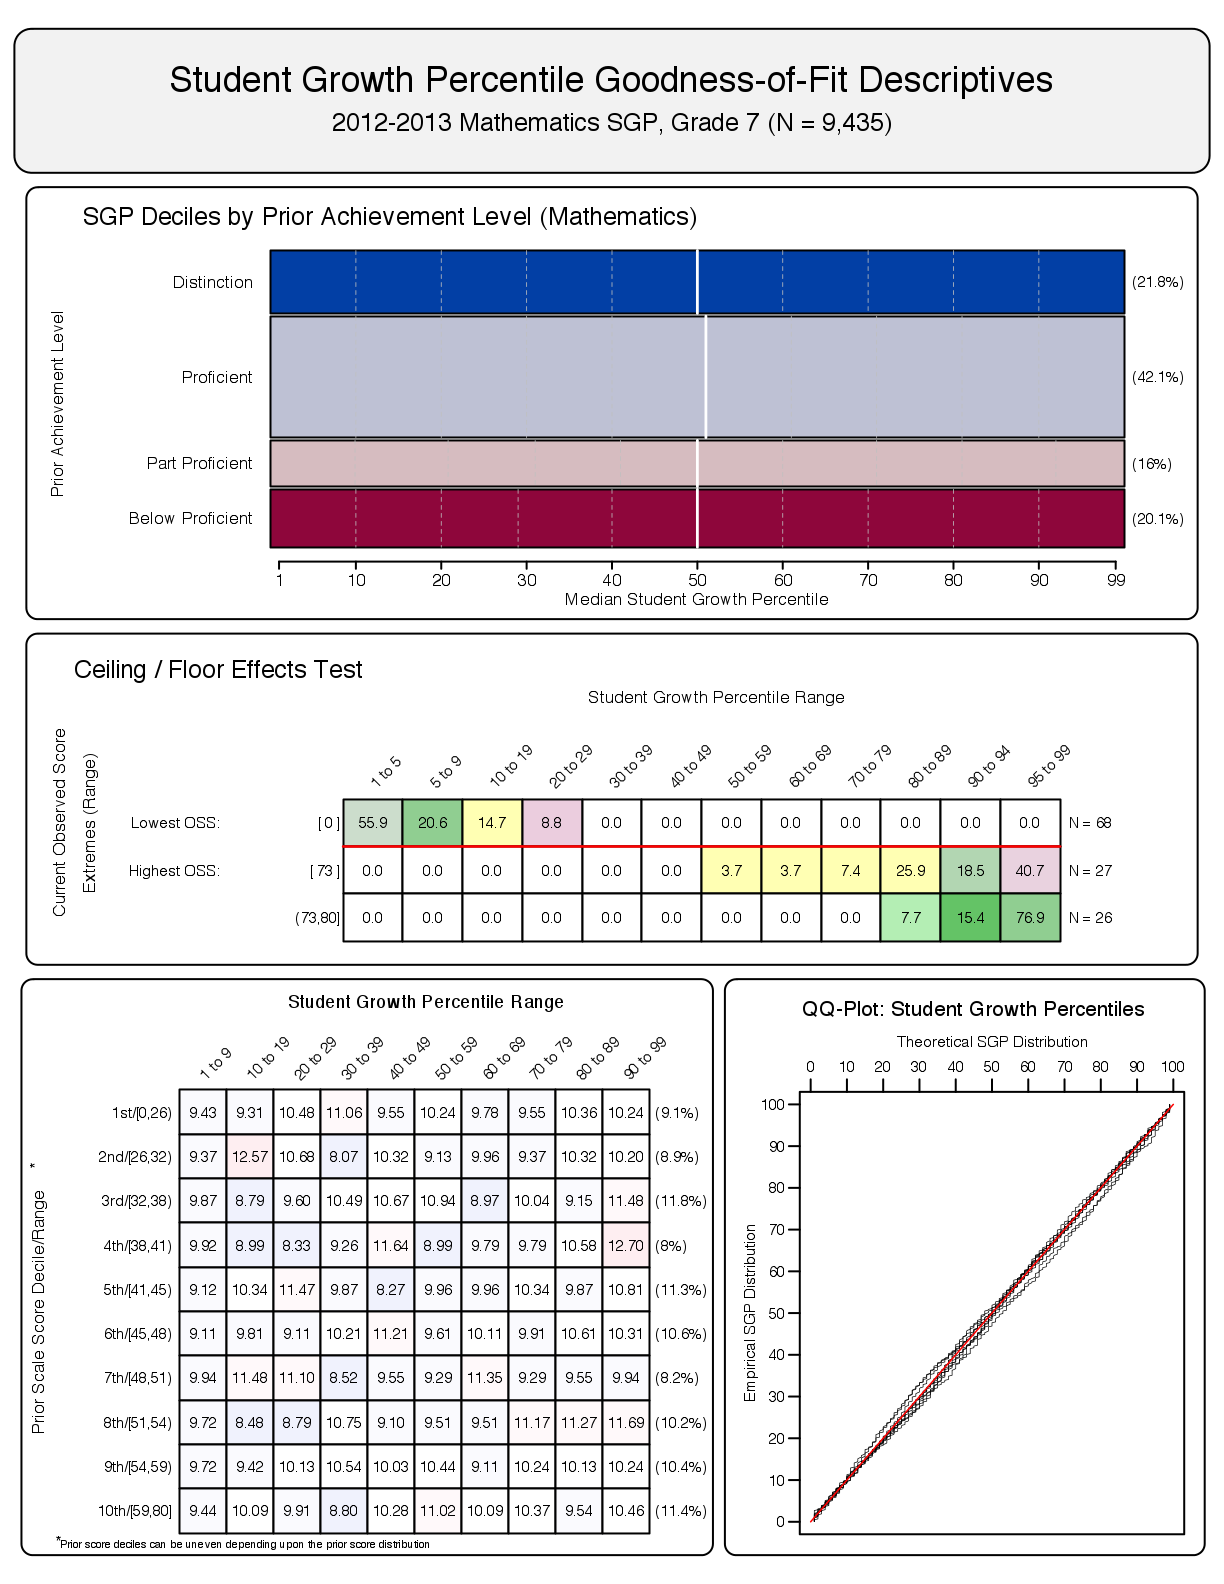 Student Growth Percentile Goodness-of-Fit Descriptives
2012-2013 Mathematics SGP, Grade 7 (N = 9,435)
SGP Deciles by Prior Achievement Level (Mathematics)
Prior Achievement Level
Distinction (21.8%)
Proficient (42.1%)
Part Proficient (16%)
Below Proficient (20.1%)
1 10 20 30 40 50 60 70 80 90 99
Median Student Growth Percentile
Ceiling / Floor Effects Test
Student Growth Percentile Range
Current Observed Score
Extremes (Range)
1 to 5 5 to 9 10 to 19 20 to 29 30 to 39 40 to 49 50 to 59 60 to 69 70 to 79 80 to 89 90 to 94 95 to 99
Lowest OSS: [ 0 ] 55.9 20.6 14.7 8.8 0.0 0.0 0.0 0.0 0.0 0.0 0.0 0.0 N = 68
Highest OSS: [ 73 ] 0.0 0.0 0.0 0.0 0.0 0.0 3.7 3.7 7.4 25.9 18.5 40.7 N = 27
(73,80] 0.0 0.0 0.0 0.0 0.0 0.0 0.0 0.0 0.0 7.7 15.4 76.9 N = 26
Student Growth Percentile Range
Prior Scale Score Decile/Range *
1 to 9 10 to 19 20 to 29 30 to 39 40 to 49 50 to 59 60 to 69 70 to 79 80 to 89 90 to 99
1st/[0,26) 9.43 9.31 10.48 11.06 9.55 10.24 9.78 9.55 10.36 10.24 (9.1%)
2nd/[26,32) 9.37 12.57 10.68 8.07 10.32 9.13 9.96 9.37 10.32 10.20 (8.9%)
3rd/[32,38) 9.87 8.79 9.60 10.49 10.67 10.94 8.97 10.04 9.15 11.48 (11.8%)
4th/[38,41) 9.92 8.99 8.33 9.26 11.64 8.99 9.79 9.79 10.58 12.70 (8%)
5th/[41,45) 9.12 10.34 11.47 9.87 8.27 9.96 9.96 10.34 9.87 10.81 (11.3%)
6th/[45,48) 9.11 9.81 9.11 10.21 11.21 9.61 10.11 9.91 10.61 10.31 (10.6%)
7th/[48,51) 9.94 11.48 11.10 8.52 9.55 9.29 11.35 9.29 9.55 9.94 (8.2%)
8th/[51,54) 9.72 8.48 8.79 10.75 9.10 9.51 9.51 11.17 11.27 11.69 (10.2%)
9th/[54,59) 9.72 9.42 10.13 10.54 10.03 10.44 9.11 10.24 10.13 10.24 (10.4%)
10th/[59,80] 9.44 10.09 9.91 8.80 10.28 11.02 10.09 10.37 9.54 10.46 (11.4%)
*Prior score deciles can be uneven depending upon the prior score distribution
QQ-Plot: Student Growth Percentiles
Theoretical SGP Distribution
0 10 20 30 40 50 60 70 80 90 100
Empirical SGP Distribution
100
90
80
70
60
50
40
30
20
10
0